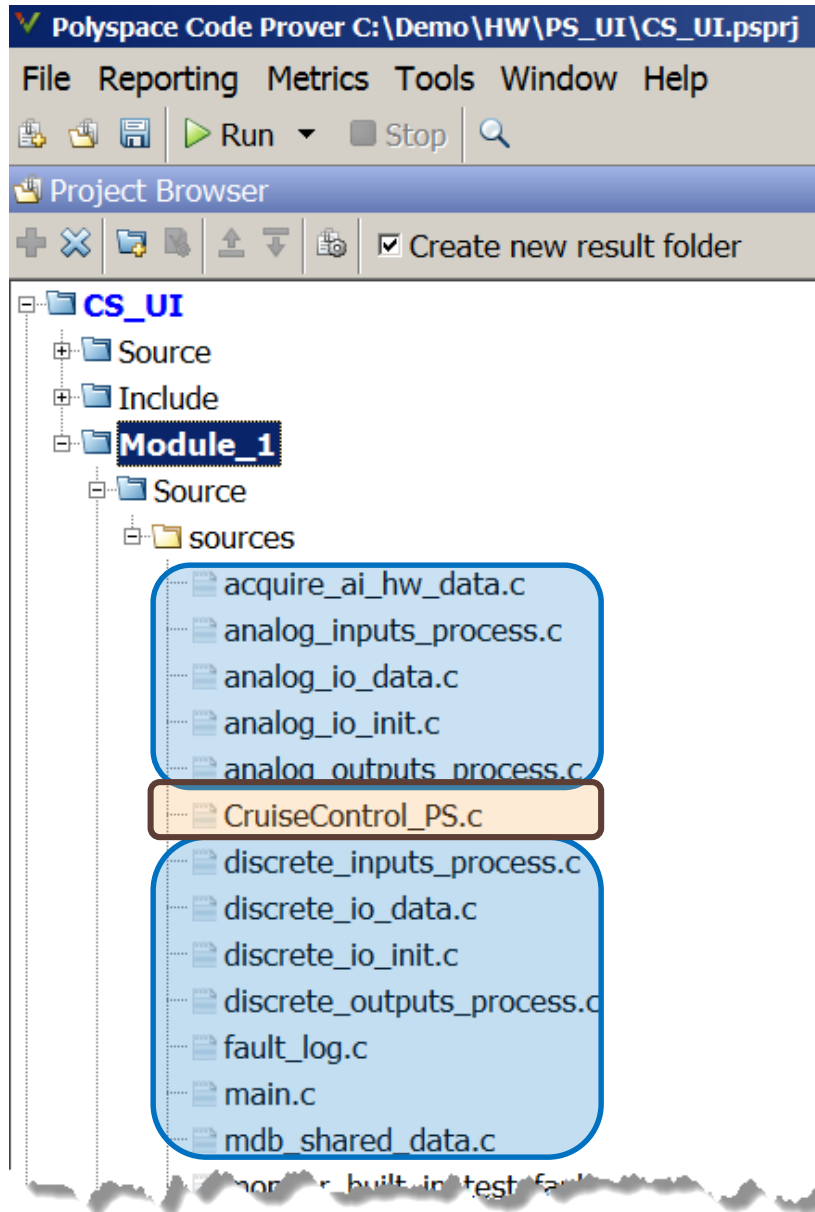 Polyspace Code Prover C:\Demo\HW\PS_UI\CS_UI.psprj
File Reporting Metrics Tools Window Help
Run Stop
Project Browser
Create new result folder
CS_UI
Source
Include
Module_1
Source
sources
acquire_ai_hw_data.c
analog_inputs_process.c
analog_io_data.c
analog_io_init.c
analog_outputs_process.c
CruiseControl_PS.c
discrete_inputs_process.c
discrete_io_data.c
discrete_io_init.c
discrete_outputs_process.c
fault_log.c
main.c
mdb_shared_data.c